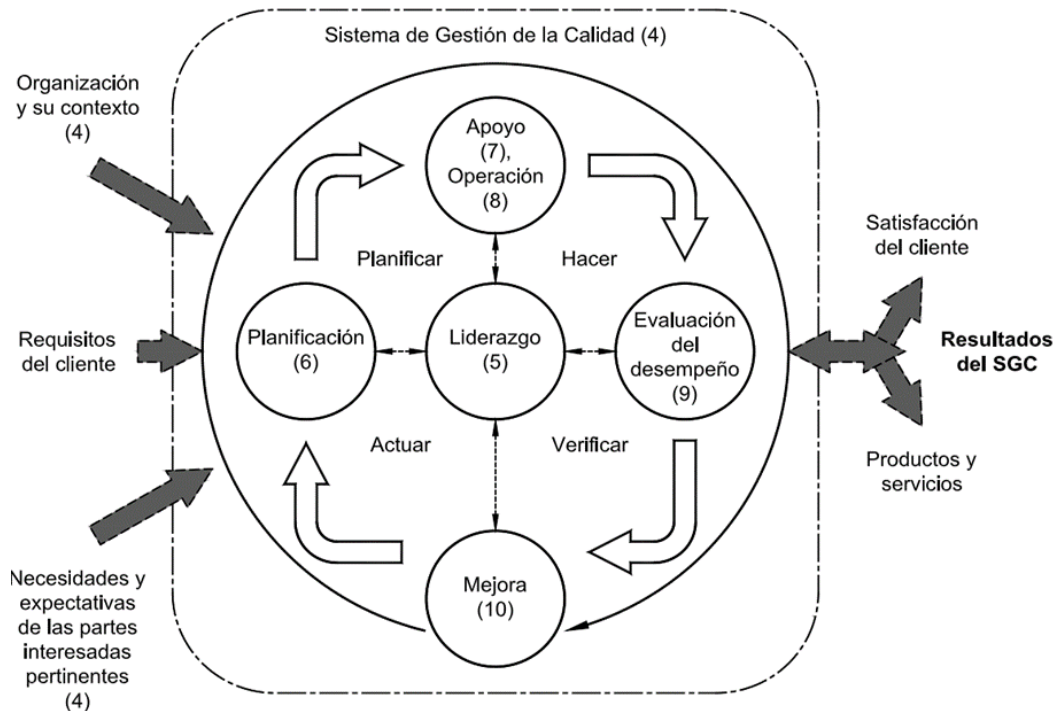 Sistema de Gestión de la Calidad (4)
Organización
y su contexto
(4)
Requisitos
del cliente
Necesidades y
expectativas
de las partes
interesadas
pertinentes
(4)
Apoyo
(7),
Operación
(8)
Planificar
Hacer
Planificación
(6)
Liderazgo
(5)
Evaluación
del
desempeño
(9)
Actuar
Verificar
Mejora
(10)
Satisfacción
del cliente
Resultados
del SGC
Productos y
servicios